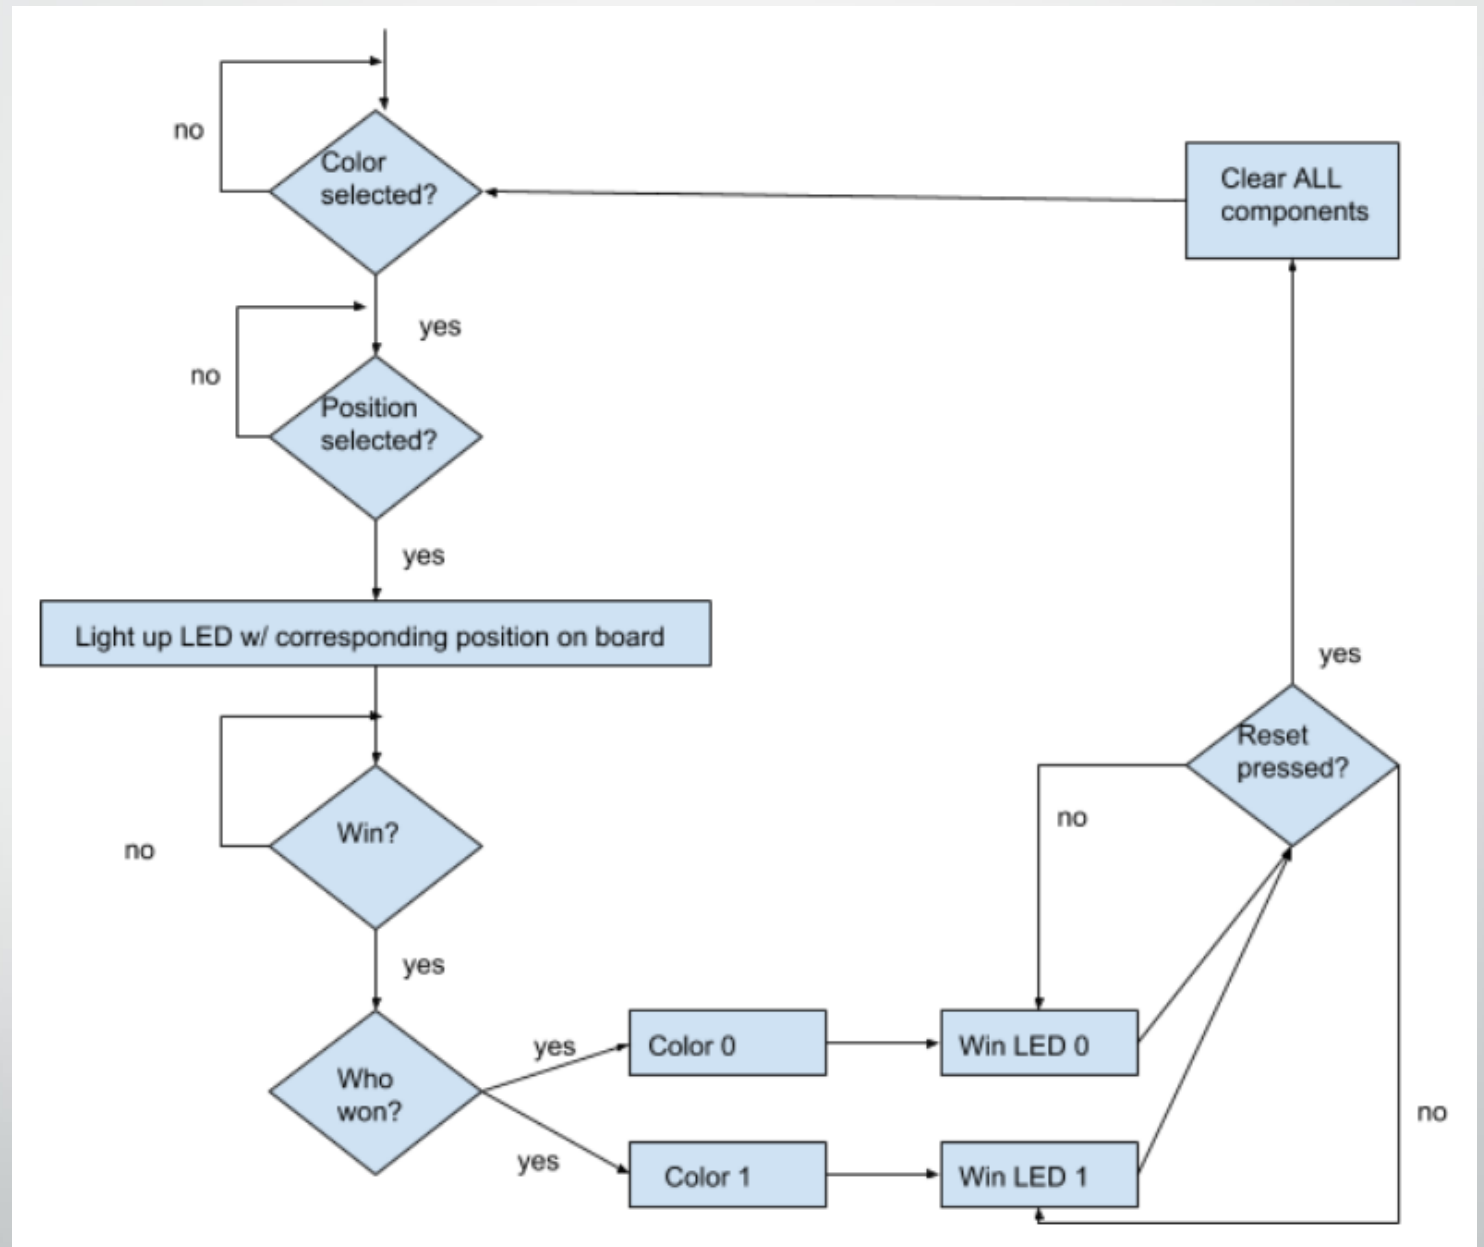 no
Color
selected?
Clear ALL
components
yes
no
Position
selected?
yes
Light up LED w/ corresponding position on board
yes
Reset
pressed?
no
Win?
no
yes
yes
Color 0
Win LED 0
Who
won?
no
yes
Color 1
Win LED 1